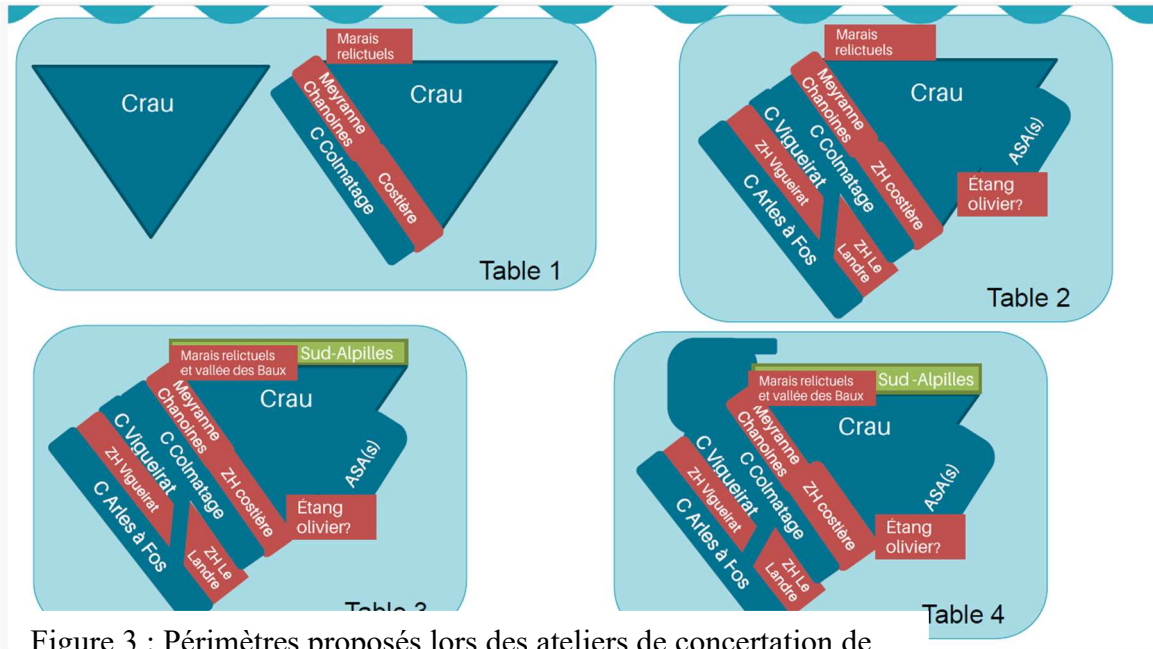 Crau
Marais
relictuels
Crau
Meyranne
Chanoines
Costière
C Colmatage
Table 1
Marais
relictuels
Crau
Meyranne
Chanoines
ZH costière
C Colmatage
C Vigueirat
ZH Vigueirat
ZH Le
Landre
C Arles à Fos
ASA(s)
Étang
olivier?
Table 2
Marais relictuels
et vallée des Baux
Sud-Alpilles
Crau
Meyranne
Chanoines
ZH costière
C Colmatage
C Vigueirat
ZH Vigueirat
ZH Le
Landre
C Arles à Fos
ASA(s)
Étang
olivier?
Table 3
Marais relictuels
et vallée des Baux
Sud-Alpilles
Crau
Meyranne
Chanoines
ZH costière
C Colmatage
C Vigueirat
ZH Vigueirat
ZH Le
Landre
C Arles à Fos
ASA(s)
Étang
olivier?
Table 4
Figure 3 : Périmètres proposés lors des ateliers de concertation de